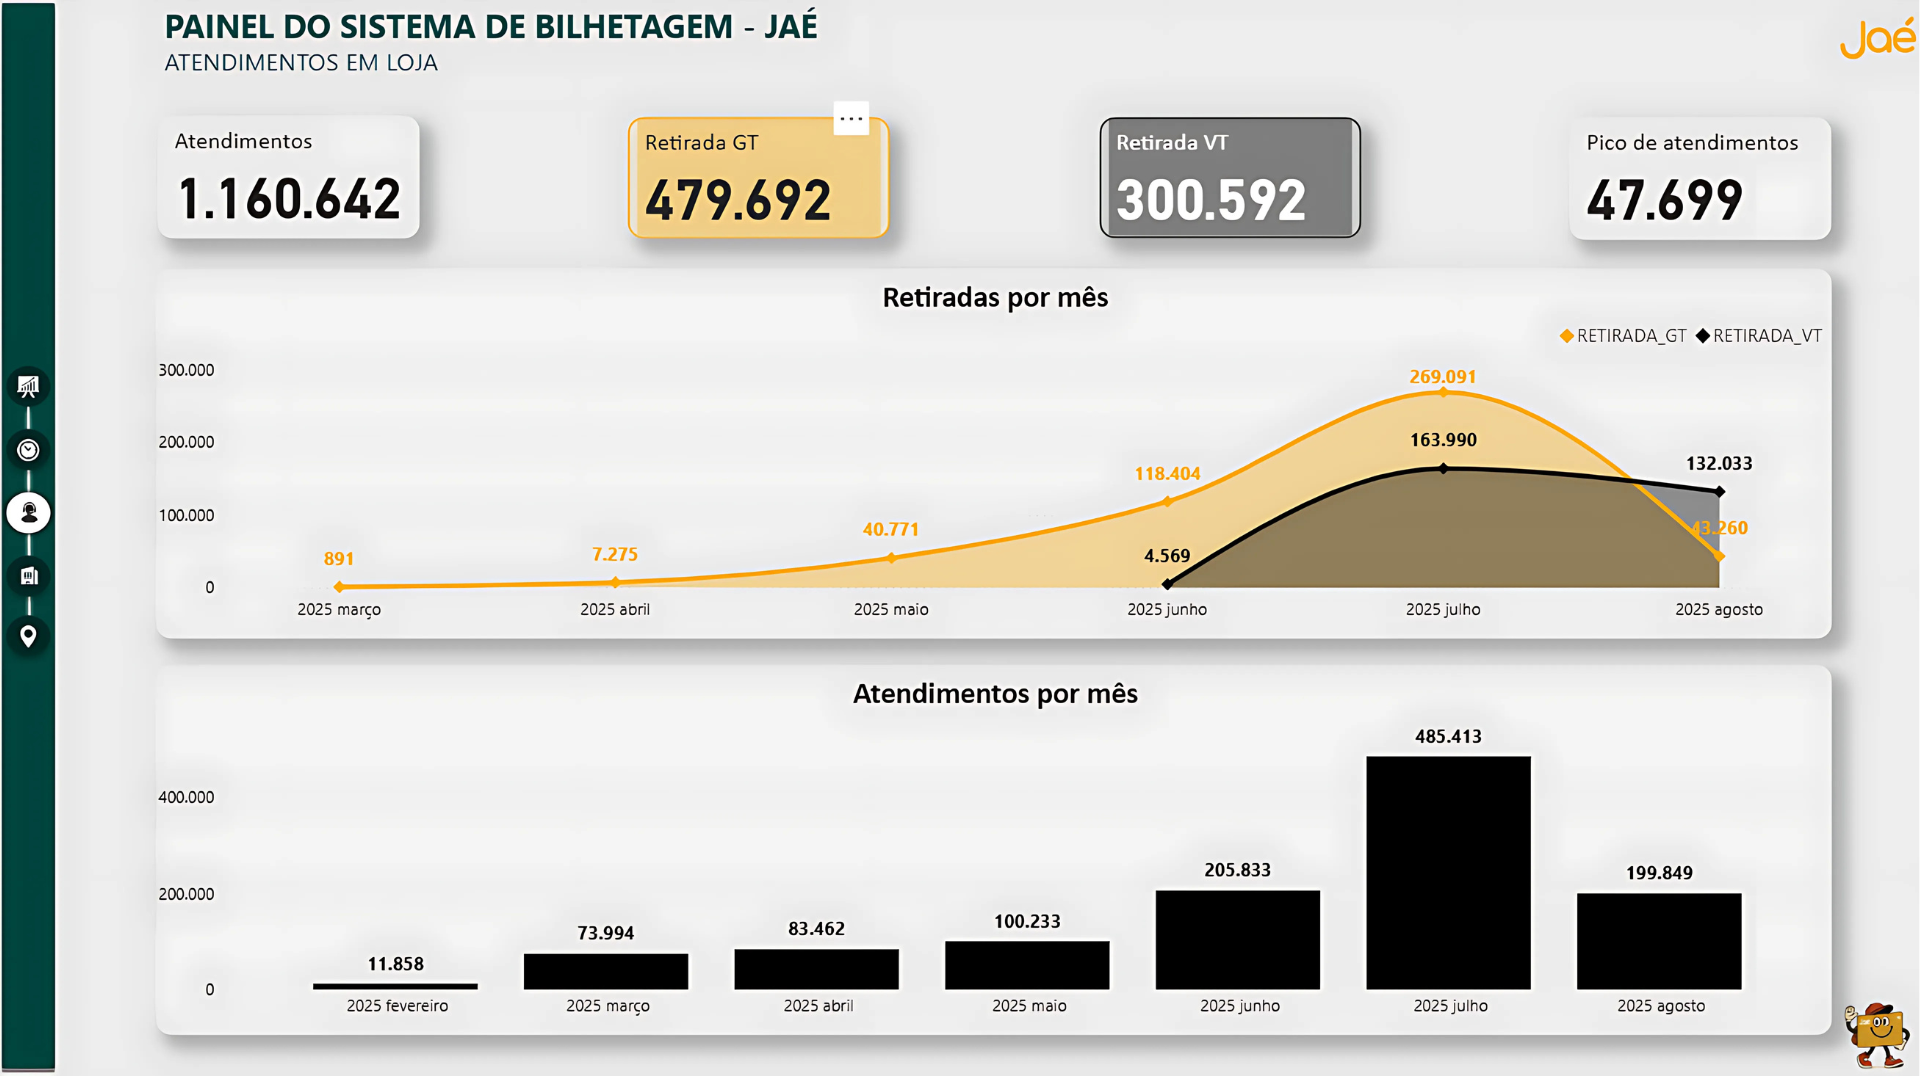 PAINEL DO SISTEMA DE BILHETAGEM - JAÉ
ATENDIMENTOS EM LOJA
Jaé
Atendimentos
1.160.642
...
Retirada GT
479.692
Retirada VT
300.592
Pico de atendimentos
47.699
Retiradas por mês
RETIRADA_GT RETIRADA_VT
300.000
200.000
100.000
0
891
7.275
40.771
118.404
269.091
43.260
4.569
163.990
132.033
2025 março 2025 abril 2025 maio 2025 junho 2025 julho 2025 agosto
Atendimentos por mês
400.000
200.000
0
11.858
73.994
83.462
100.233
205.833
485.413
199.849
2025 fevereiro 2025 março 2025 abril 2025 maio 2025 junho 2025 julho 2025 agosto